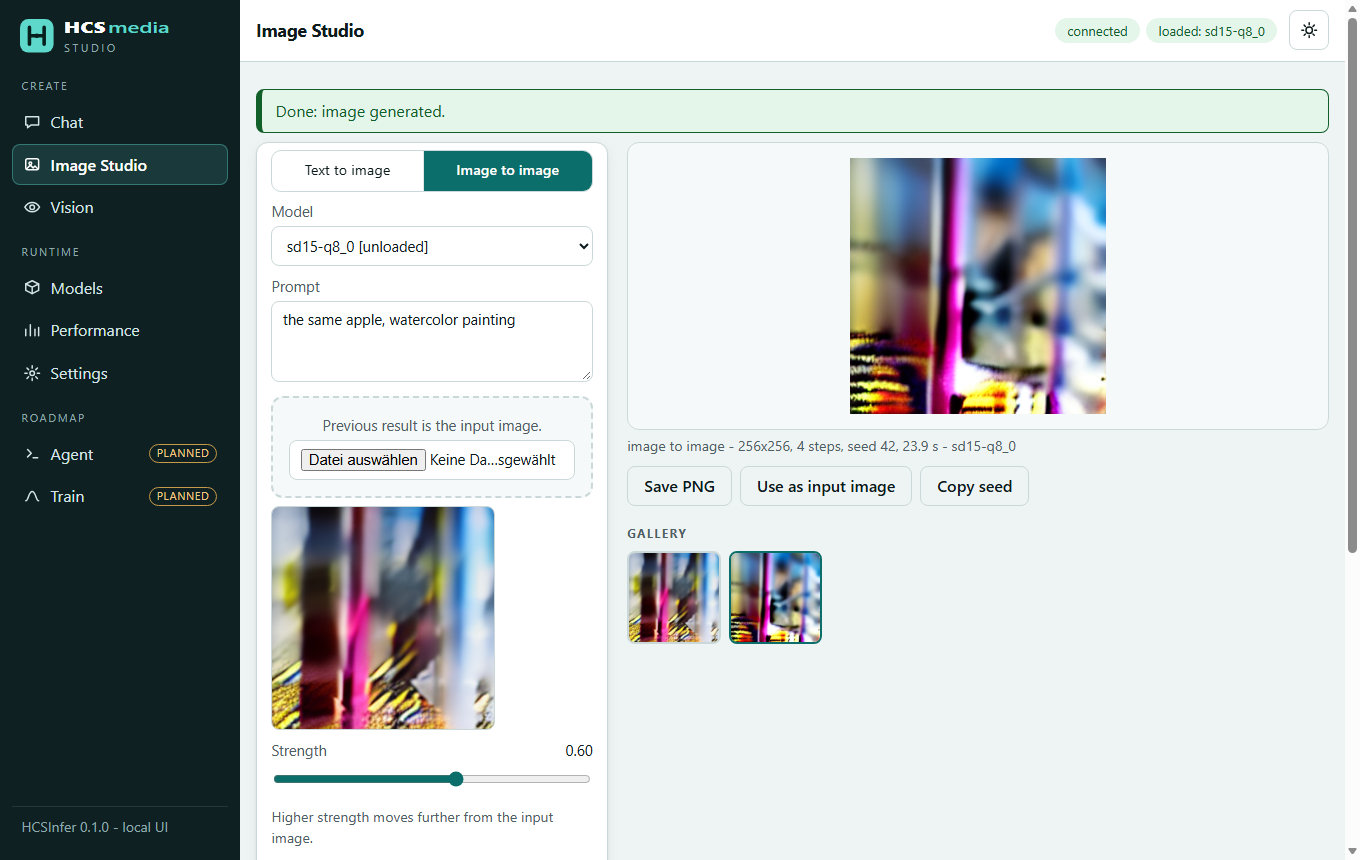 HCSmedia
STUDIO
CREATE
Chat
Image Studio
Vision
RUNTIME
Models
Performance
Settings
ROADMAP
Agent PLANNED
Train PLANNED
HCSInfer 0.1.0 - local UI
Image Studio
connected
loaded: sd15-q8_0
Done: image generated.
Text to image
Image to image
Model
sd15-q8_0 [unloaded]
Prompt
the same apple, watercolor painting
Previous result is the input image.
Datei auswählen Keine Da...sgewählt
Strength 0.60
Higher strength moves further from the input
image.
image to image - 256x256, 4 steps, seed 42, 23.9 s - sd15-q8_0
Save PNG
Use as input image
Copy seed
GALLERY